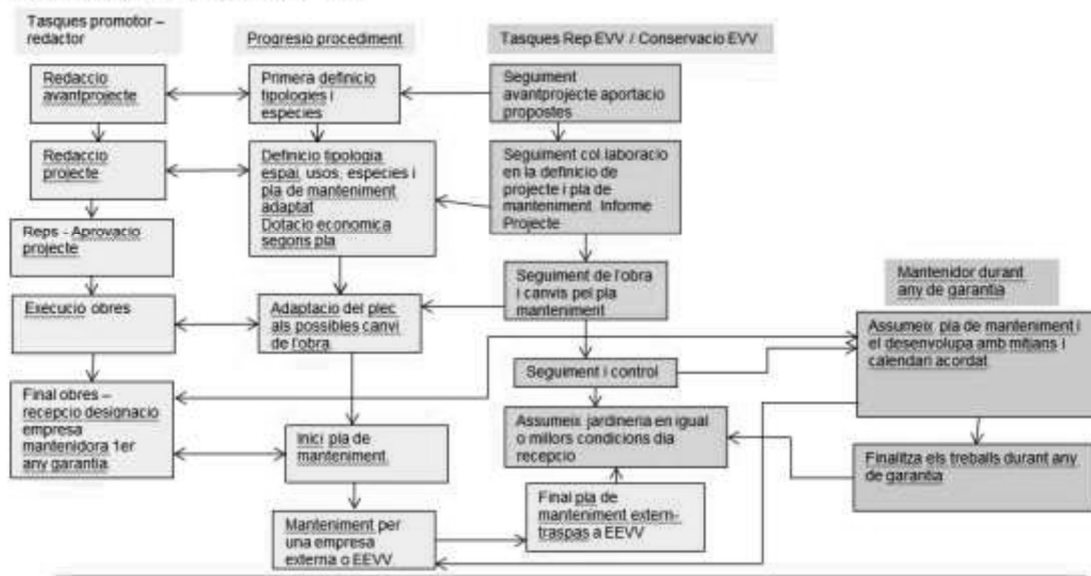 Tasques promotor –
redactor
Progresio procediment
Tasques Rep EVV / Conservacio EVV
Redaccio
avantprojecte
Primera definicio
tipologies i
especies
Seguiment
avantprojecte aportacio
propostes
Redaccio
projecte
Definicio tipologia
espai, usos, especies i
pla de manteniment
adaptat
Dotacio economica
segons pla
Seguiment col.laboracio
en la definicio de
projecte i pla de
manteniment. Informe
Projecte
Reps - Aprovacio
projecte
Seguiment de l'obra
i canvis pel pla
manteniment
Mantenidor durant
any de garantia
Execució obres
Adaptacio del plec
als possibles canvi
de l'obra.
Assumeix pla de manteniment i
el desenvolupa amb mitjans i
calendari acordat
Seguiment i control
Final obres –
recepcio designació
empresa
mantenidora 1er
any garantia
Inici pla de
manteniment.
Assumeix jardineria en igual
o millors condicions dia
recepcio
Finalitza els treballs durant any
de garantia
Manteniment per
una empresa
externa o EEVV.
Final pla de
manteniment extern-
traspas a EEVV